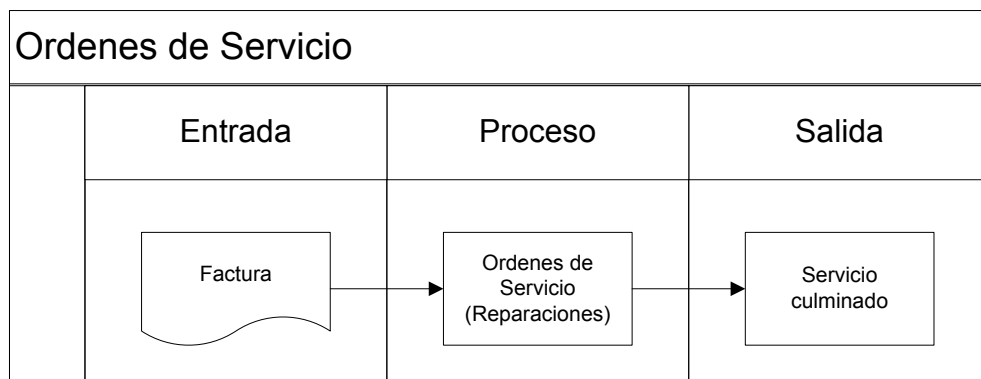 Ordenes de Servicio
Entrada
Proceso
Salida
Factura
Ordenes de
Servicio
(Reparaciones)
Servicio
culminado